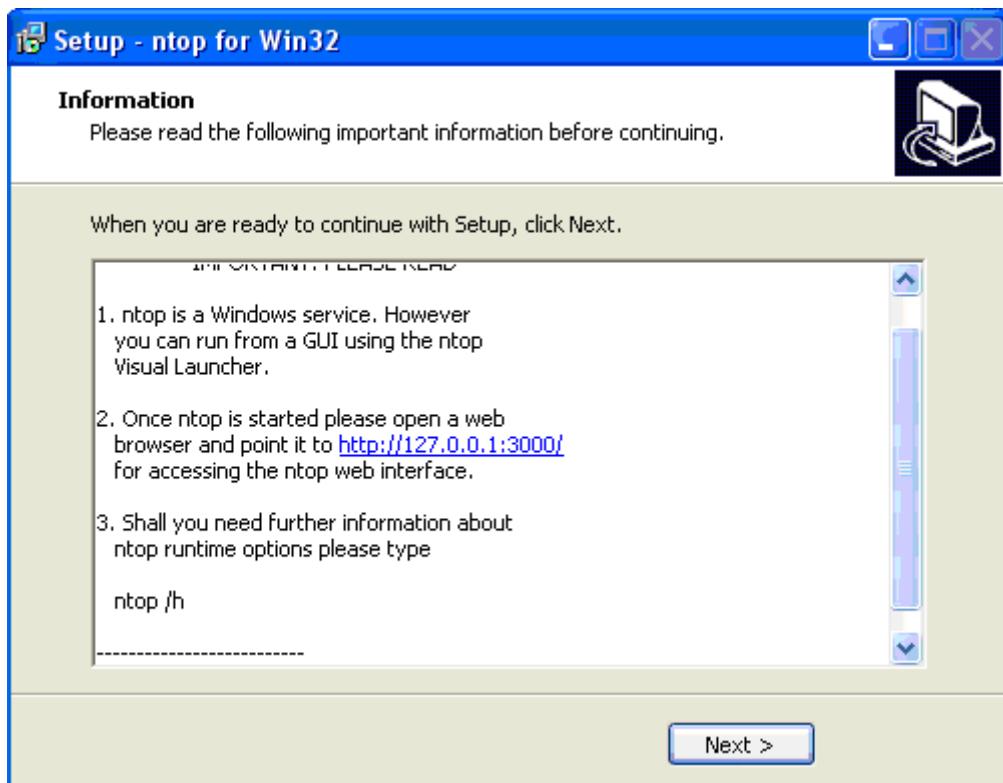 Setup - ntop for Win32
Information
Please read the following important information before continuing.
When you are ready to continue with Setup, click Next.
IMPORTANT: PLEASE READ
1. ntop is a Windows service. However
you can run from a GUI using the ntop
Visual Launcher.
2. Once ntop is started please open a web
browser and point it to http://127.0.0.1:3000/
for accessing the ntop web interface.
3. Shall you need further information about
ntop runtime options please type
ntop /h
--------------------------
Next >